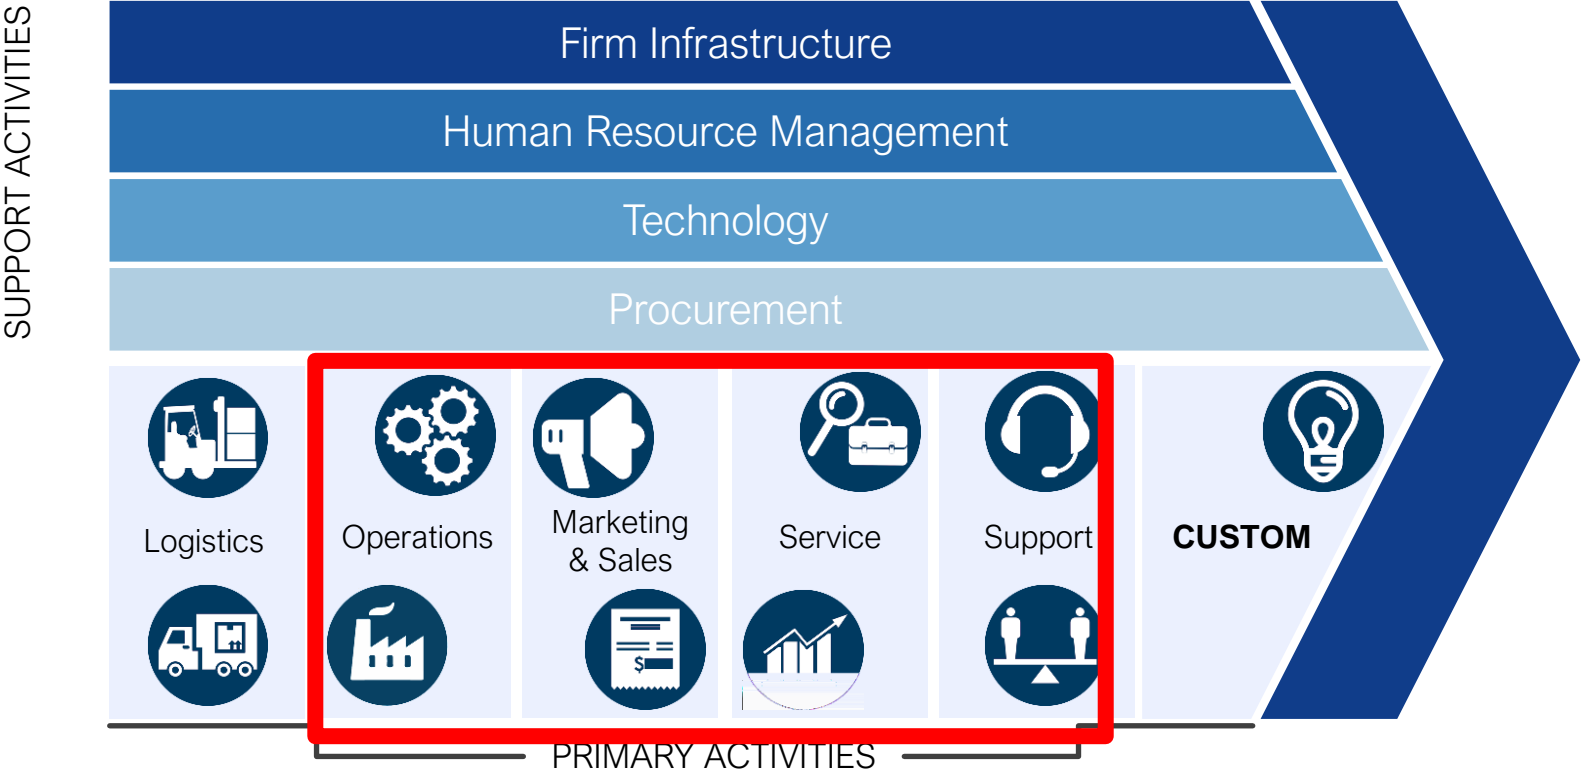 SUPPORT ACTIVITIES
Firm Infrastructure
Human Resource Management
Technology
Procurement
Logistics
Operations
Marketing
& Sales
Service
Support
CUSTOM
$
PRIMARY ACTIVITIES